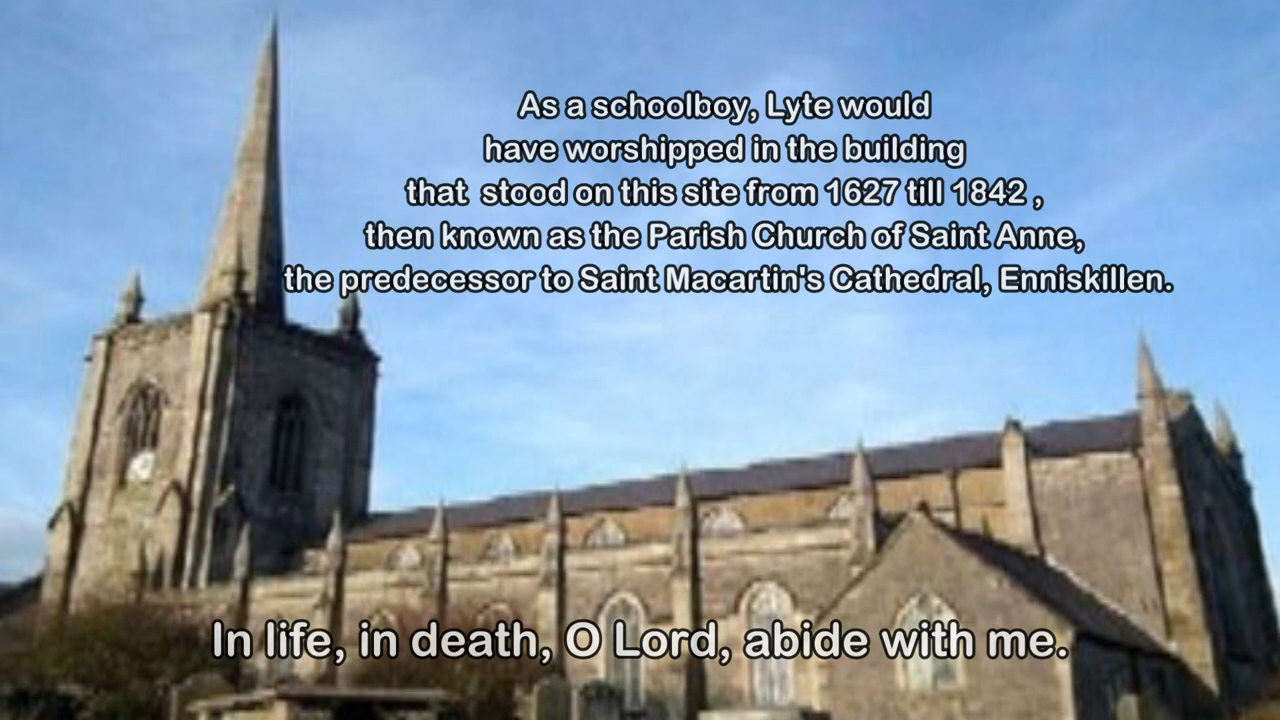 As a schoolboy, Lyte would
have worshipped in the building
that  stood on this site from 1627 till 1842 ,
then known as the Parish Church of Saint Anne,
the predecessor to Saint Macartin's Cathedral, Enniskillen.
In life, in death, O Lord, abide with me.